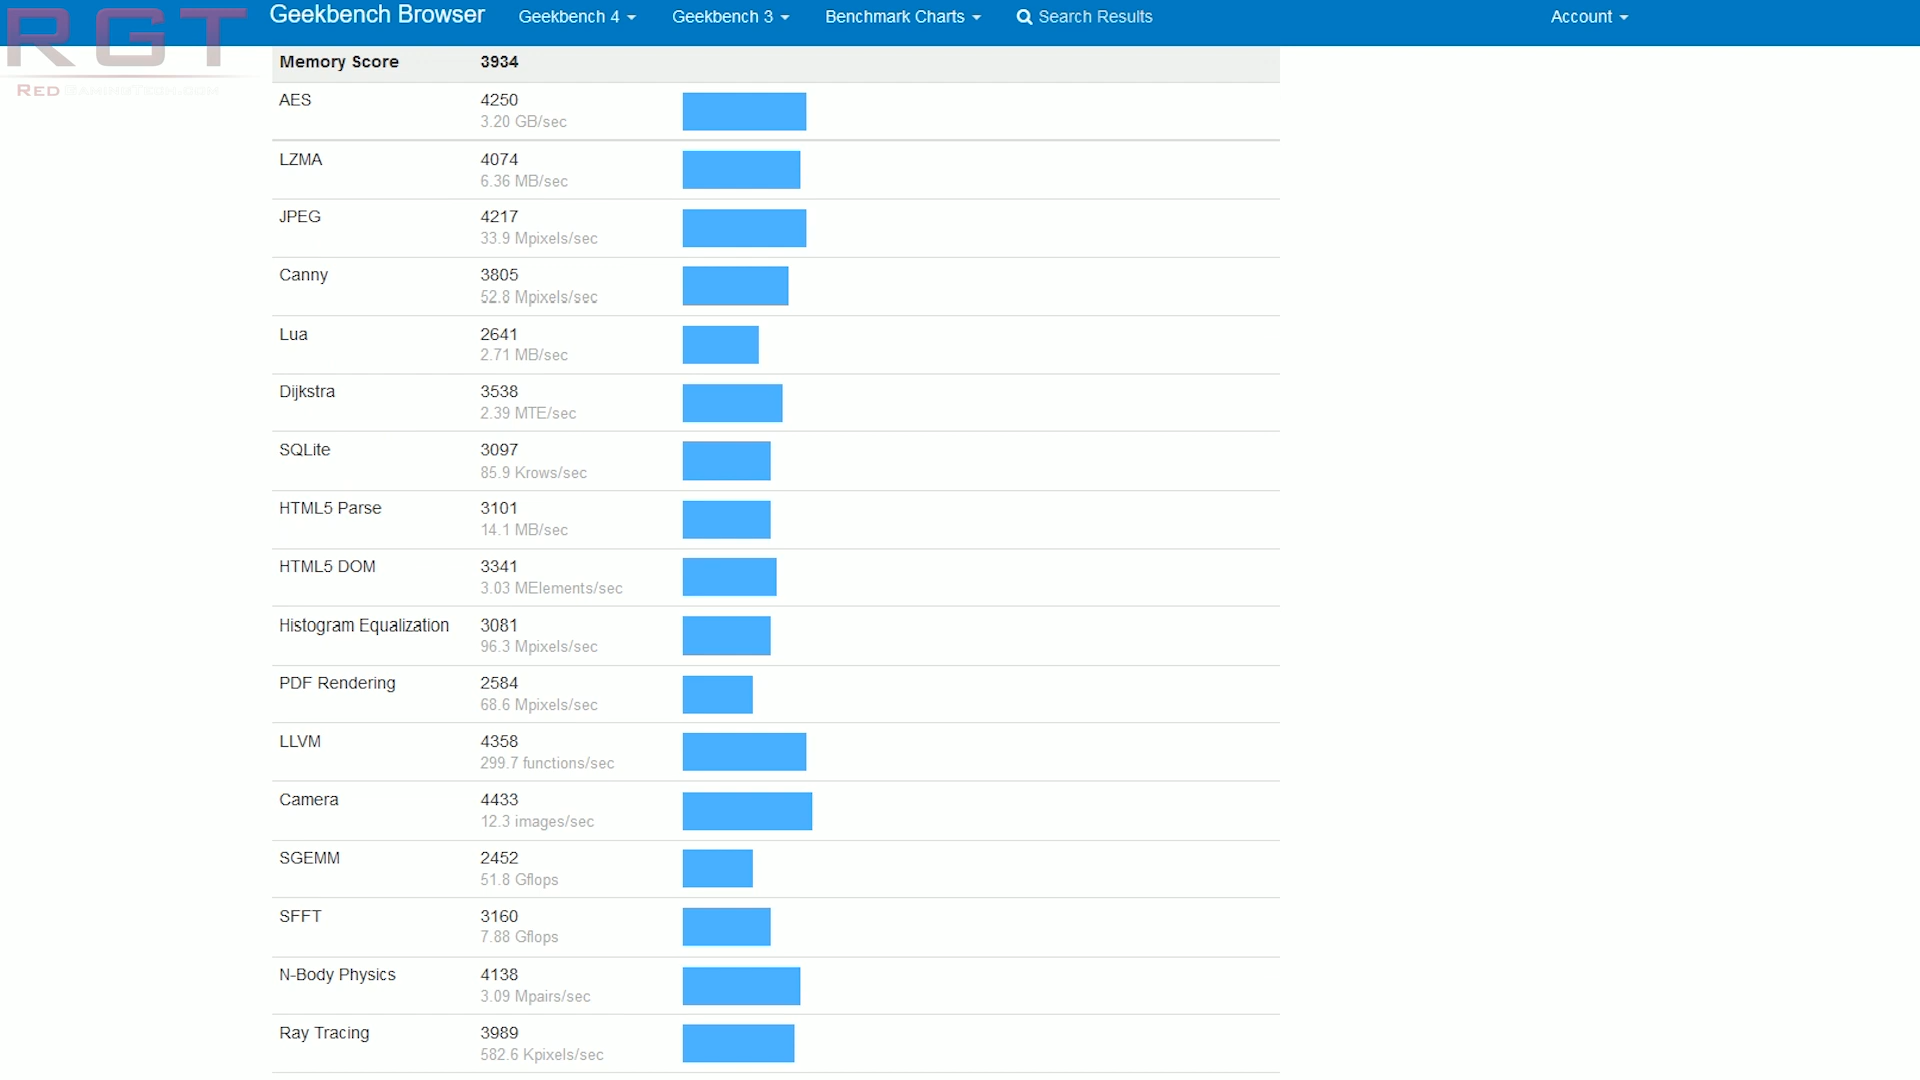 RGT
RED GAMINGTECH.COM
Geekbench Browser Geekbench 4 Geekbench 3 Benchmark Charts Search Results Account
Memory Score 3934
AES 4250
3.20 GB/sec
LZMA 4074
6.36 MB/sec
JPEG 4217
33.9 Mpixels/sec
Canny 3805
52.8 Mpixels/sec
Lua 2641
2.71 MB/sec
Dijkstra 3538
2.39 MTE/sec
SQLite 3097
85.9 Krows/sec
HTML5 Parse 3101
14.1 MB/sec
HTML5 DOM 3341
3.03 MElements/sec
Histogram Equalization 3081
96.3 Mpixels/sec
PDF Rendering 2584
68.6 Mpixels/sec
LLVM 4358
299.7 functions/sec
Camera 4433
12.3 images/sec
SGEMM 2452
51.8 Gflops
SFFT 3160
7.88 Gflops
N-Body Physics 4138
3.09 Mpairs/sec
Ray Tracing 3989
582.6 Kpixels/sec